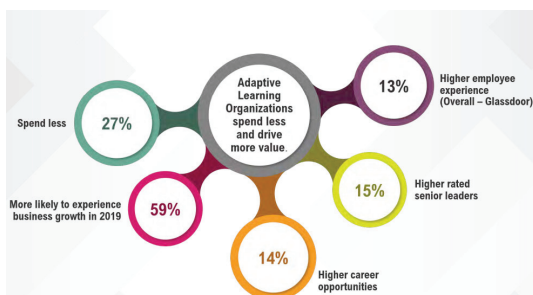 Adaptive
Learning
Organizations
spend less
and drive
more value.
13%
Higher employee
experience
(Overall – Glassdoor)
Spend less
27%
15%
Higher rated
senior leaders
More likely to experience
business growth in 2019
59%
14%
Higher career
opportunities